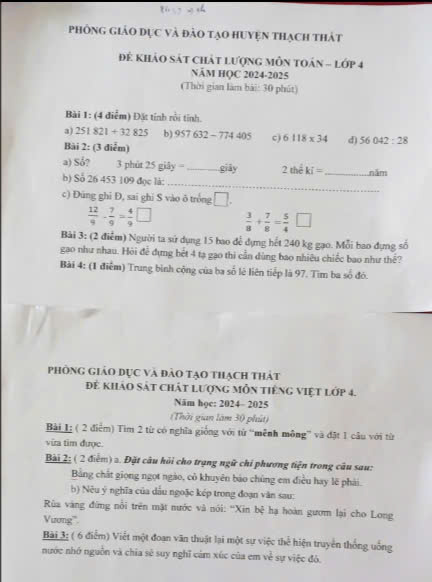 PHÒNG GIÁO DỤC VÀ ĐÀO TẠO HUYỆN THẠCH THẤT
ĐỀ KHẢO SÁT CHẤT LƯỢNG MÔN TOÁN – LỚP 4
NĂM HỌC 2024-2025
(Thời gian làm bài: 30 phút)
Bài 1: (4 điểm) Đặt tính rồi tính.
a) 251 821 + 32 825 b) 957 632 – 774 405 c) 6 118 x 34 d) 56 042 : 28
Bài 2: (3 điểm)
a) Số? 3 phút 25 giây = ..........giây 2 thế kỉ = ..............năm
b) Số 26 453 109 đọc là: ..............................
c) Đúng ghi Đ, sai ghi S vào ô trống □.
12/9 - 7/9 = 4/9 □ 3/8 + 7/8 = 5/4 □
Bài 3: (2 điểm) Người ta sử dụng 15 bao để đựng hết 240 kg gạo. Mỗi bao đựng số
gạo như nhau. Hỏi để đựng hết 4 tạ gạo thì cần dùng bao nhiêu chiếc bao như thế?
Bài 4: (1 điểm) Trung bình cộng của ba số lẻ liên tiếp là 97. Tìm ba số đó.
PHÒNG GIÁO DỤC VÀ ĐÀO TẠO THẠCH THẤT
ĐỀ KHẢO SÁT CHẤT LƯỢNG MÔN TIẾNG VIỆT LỚP 4.
Năm học: 2024– 2025
(Thời gian làm 30 phút)
Bài 1: ( 2 điểm) Tìm 2 từ có nghĩa giống với từ “mênh mông” và đặt 1 câu với từ
vừa tìm được.
Bài 2: ( 2 điểm) a. Đặt câu hỏi cho trạng ngữ chỉ phương tiện trong câu sau:
Bằng chất giọng ngọt ngào, cô khuyên bảo chúng em điều hay lẽ phải.
b) Nêu ý nghĩa của dấu ngoặc kép trong đoạn văn sau:
Rùa vàng đứng nổi trên mặt nước và nói: “Xin bệ hạ hoàn gươm lại cho Long
Vương”.
Bài 3: ( 6 điểm) Viết một đoạn văn thuật lại một sự việc thể hiện truyền thống uống
nước nhớ nguồn và chia sẻ suy nghĩ cảm xúc của em về sự việc đó.